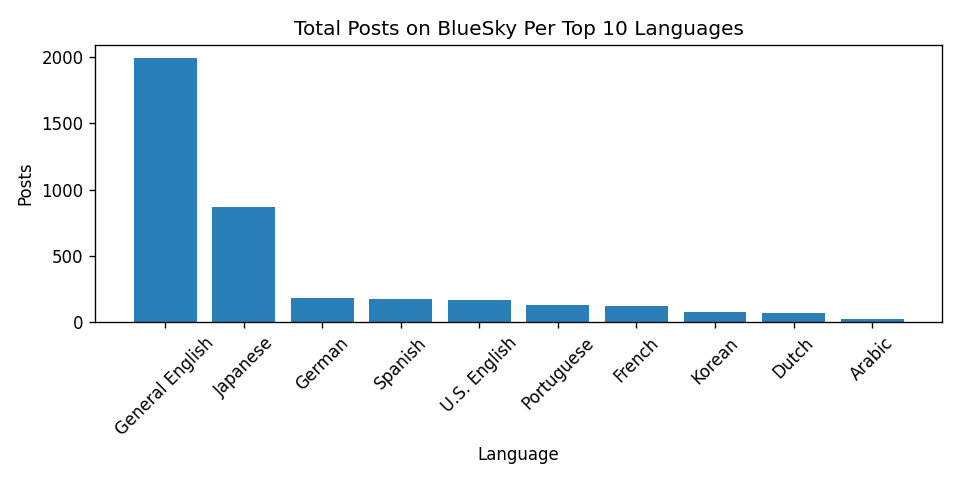 Total Posts on BlueSky Per Top 10 Languages
2000
1500
1000
500
0
Posts
General English
Japanese
German
Spanish
U.S. English
Portuguese
French
Korean
Dutch
Arabic
Language